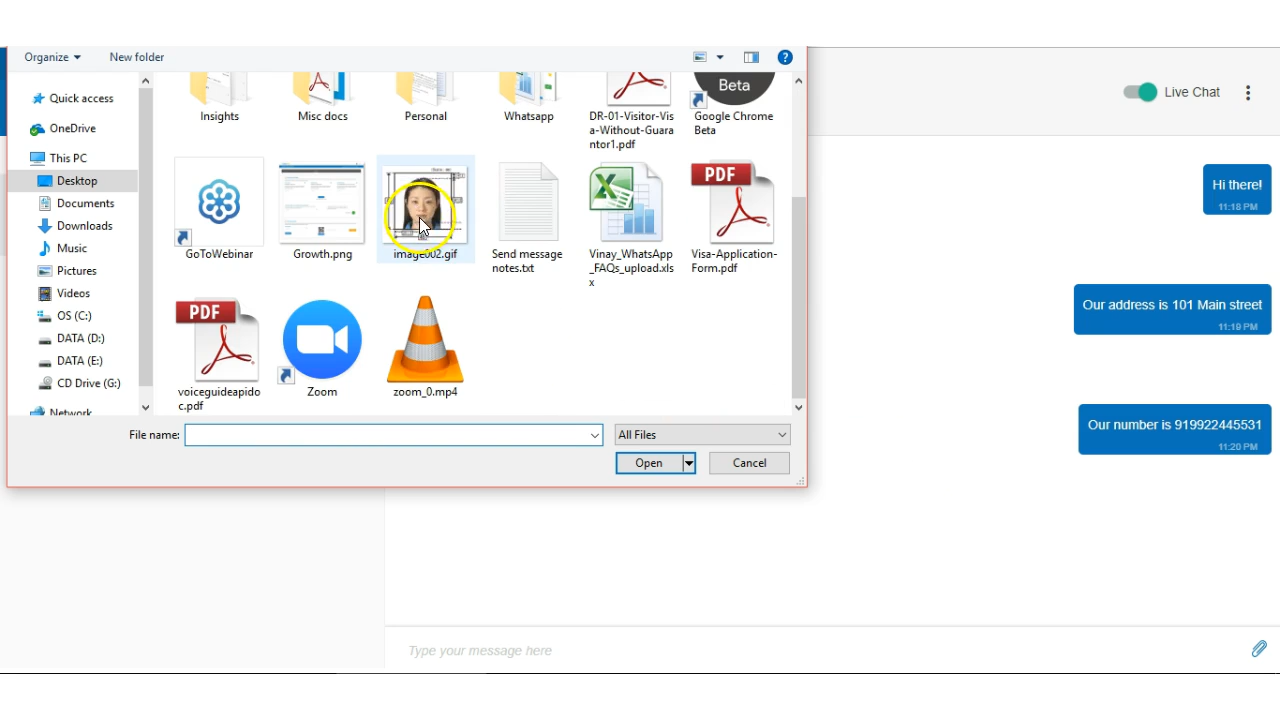 Organize
New folder
?
Live Chat
Quick access
OneDrive
This PC
Desktop
Documents
Downloads
Music
Pictures
Videos
OS (C:)
DATA (D:)
DATA (E:)
CD Drive (G:)
Network
Insights
Misc docs
Personal
Whatsapp
DR-01-Visitor-Vis
a-Without-Guara
ntor1.pdf
Beta
Google Chrome
Beta
GoToWebinar
Growth.png
image002.gif
Send message
notes.txt
Vinay_WhatsApp
_FAQs_upload.xls
x
PDF
Visa-Application-
Form.pdf
PDF
voiceguideapido
c.pdf
Zoom
zoom_0.mp4
File name:
All Files
Open
Cancel
Hi there!
11:18 PM
Our address is 101 Main street
11:19 PM
Our number is 919922445531
11:20 PM
Type your message here